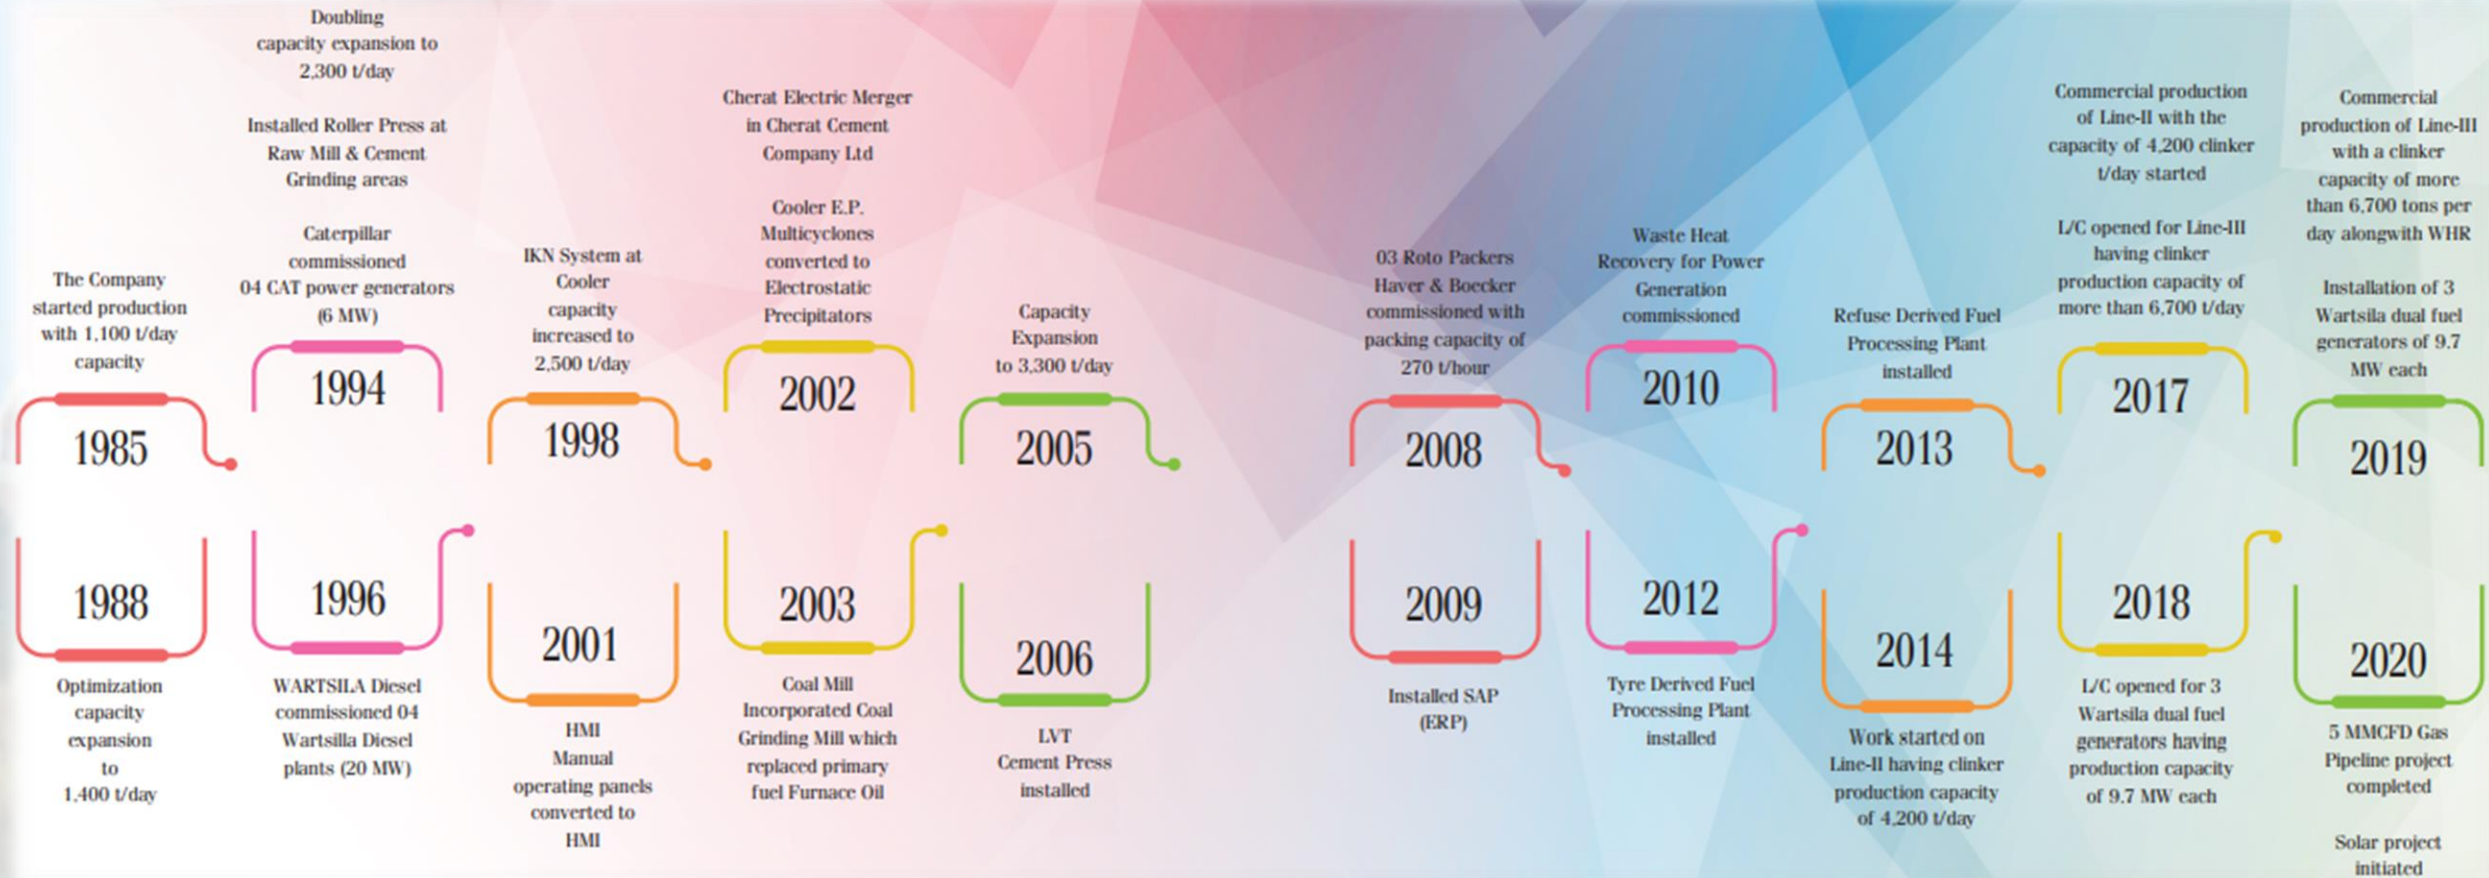 The Company
started production
with 1,100 t/day
capacity
1985
1988
Optimization
capacity
expansion
to
1,400 t/day
Doubling
capacity expansion to
2,300 t/day
Installed Roller Press at
Raw Mill & Cement
Grinding areas
Caterpillar
commissioned
04 CAT power generators
(6 MW)
1994
1996
WARTSILA Diesel
commissioned 04
Wartsilla Diesel
plants (20 MW)
IKN System at
Cooler
capacity
increased to
2,500 t/day
1998
2001
HMI
Manual
operating panels
converted to
HMI
Cherat Electric Merger
in Cherat Cement
Company Ltd
Cooler E.P.
Multicyclones
converted to
Electrostatic
Precipitators
2002
2003
Coal Mill
Incorporated Coal
Grinding Mill which
replaced primary
fuel Furnace Oil
Capacity
Expansion
to 3,300 t/day
2005
2006
LVT
Cement Press
installed
03 Roto Packers
Haver & Boecker
commissioned with
packing capacity of
270 t/hour
2008
2009
Installed SAP
(ERP)
Waste Heat
Recovery for Power
Generation
commissioned
2010
2012
Tyre Derived Fuel
Processing Plant
installed
Refuse Derived Fuel
Processing Plant
installed
2013
2014
Work started on
Line-II having clinker
production capacity
of 4,200 t/day
Commercial production
of Line-II with the
capacity of 4,200 clinker
t/day started
L/C opened for Line-III
having clinker
production capacity of
more than 6,700 t/day
2017
2018
L/C opened for 3
Wartsila dual fuel
generators having
production capacity
of 9.7 MW each
Commercial
production of Line-III
with a clinker
capacity of more
than 6,700 tons per
day alongwith WHR
Installation of 3
Wartsila dual fuel
generators of 9.7
MW each
2019
2020
5 MMCFD Gas
Pipeline project
completed
Solar project
initiated